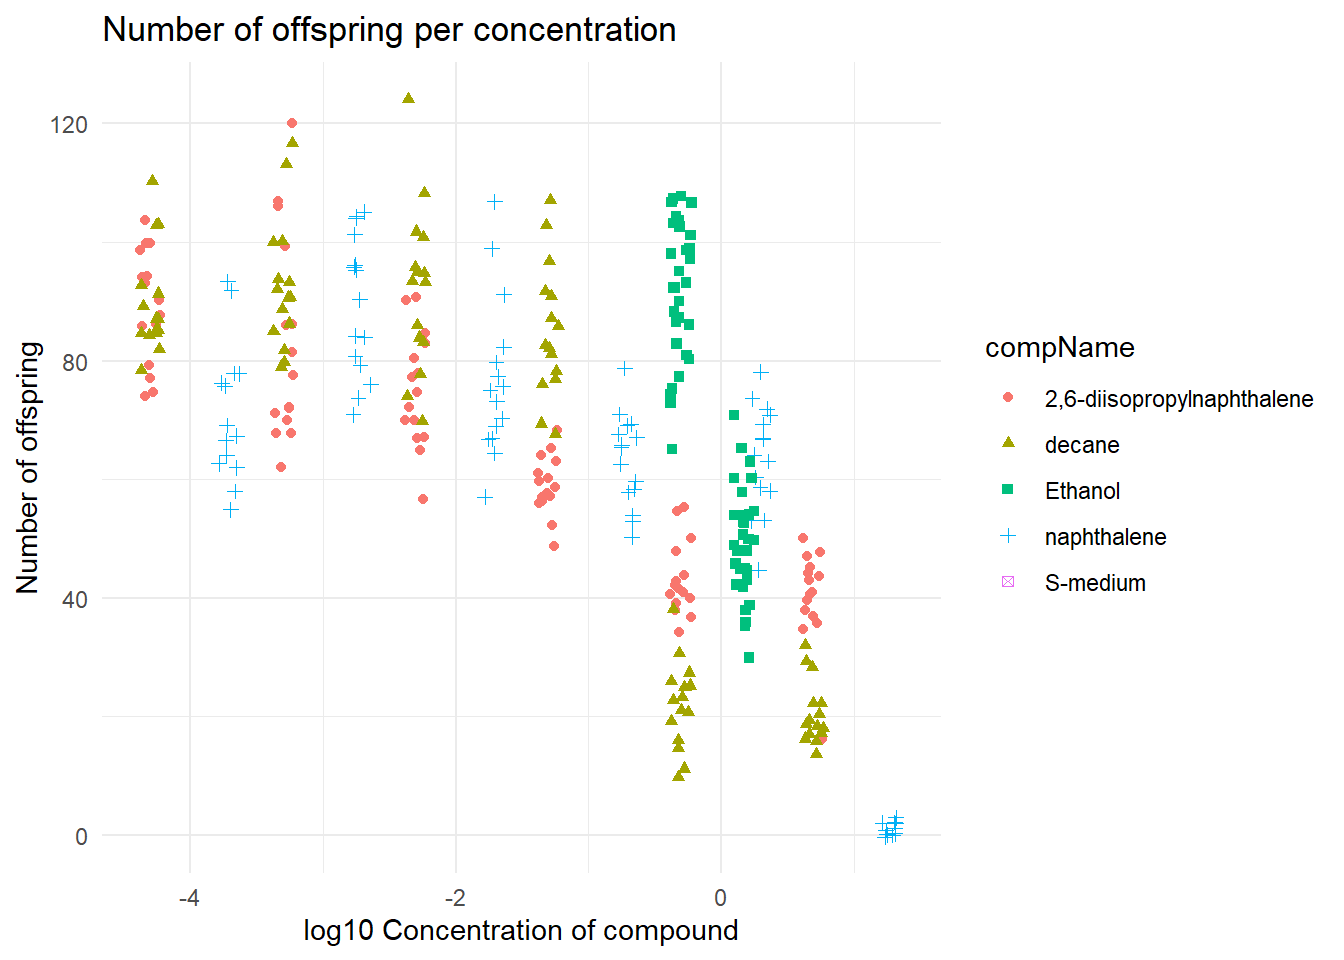 Number of offspring per concentration
120
80
40
0
Number of offspring
-4
-2
0
log10 Concentration of compound
compName
2,6-diisopropylnaphthalene
decane
Ethanol
naphthalene
S-medium